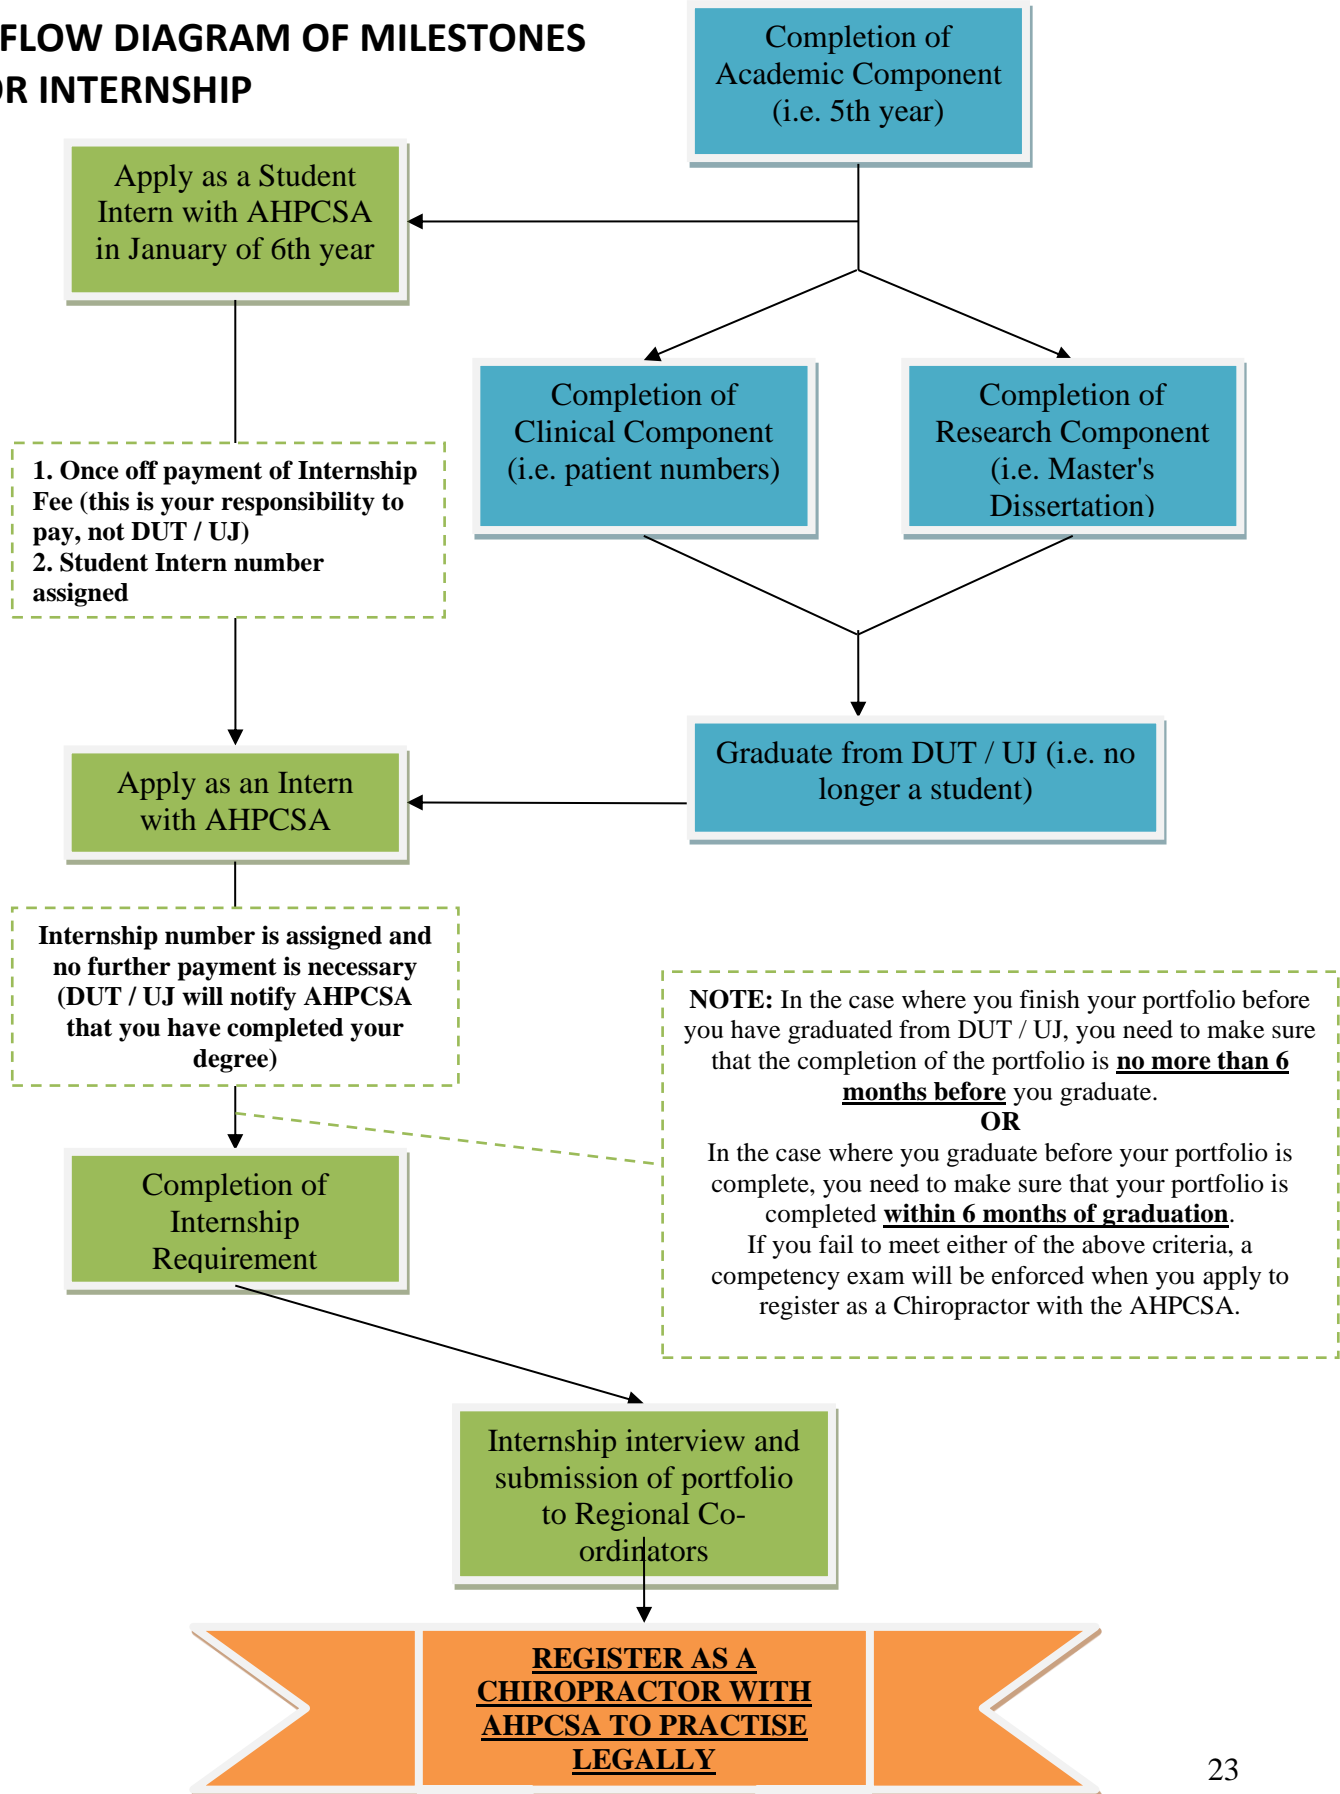 FLOW DIAGRAM OF MILESTONES
OR INTERNSHIP
Completion of
Academic Component
(i.e. 5th year)
Apply as a Student
Intern with AHPCSA
in January of 6th year
Completion of
Clinical Component
(i.e. patient numbers)
Completion of
Research Component
(i.e. Master's
Dissertation)
1. Once off payment of Internship
Fee (this is your responsibility to
pay, not DUT / UJ)
2. Student Intern number
assigned
Graduate from DUT / UJ (i.e. no
longer a student)
Apply as an Intern
with AHPCSA
Internship number is assigned and
no further payment is necessary
(DUT / UJ will notify AHPCSA
that you have completed your
degree)
NOTE: In the case where you finish your portfolio before
you have graduated from DUT / UJ, you need to make sure
that the completion of the portfolio is no more than 6
months before you graduate.
OR
In the case where you graduate before your portfolio is
complete, you need to make sure that your portfolio is
completed within 6 months of graduation.
If you fail to meet either of the above criteria, a
competency exam will be enforced when you apply to
register as a Chiropractor with the AHPCSA.
Completion of
Internship
Requirement
Internship interview and
submission of portfolio
to Regional Co-
ordinators
REGISTER AS A
CHIROPRACTOR WITH
AHPCSA TO PRACTISE
LEGALLY
23